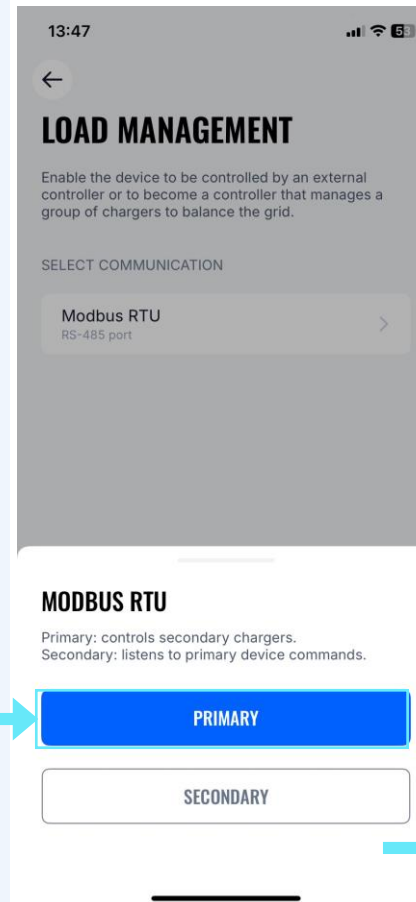 13:47
53
LOAD MANAGEMENT
Enable the device to be controlled by an external
controller or to become a controller that manages a
group of chargers to balance the grid.
SELECT COMMUNICATION
Modbus RTU
RS-485 port
MODBUS RTU
Primary: controls secondary chargers.
Secondary: listens to primary device commands.
PRIMARY
SECONDARY